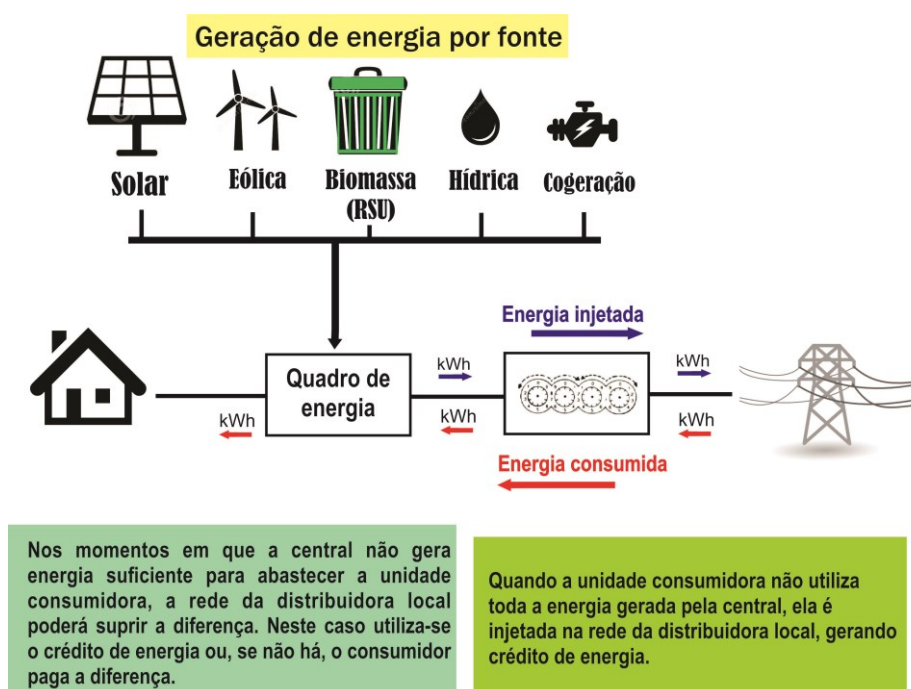 Geração de energia por fonte
Solar
Eólica
Biomassa
(RSU)
Hídrica
Cogeração
Energia injetada
Quadro de
energia
kWh
kWh
kWh
kWh
kWh
Energia consumida
Nos momentos em que a central não gera
energia suficiente para abastecer a unidade
consumidora, a rede da distribuidora local
poderá suprir a diferença. Neste caso utiliza-se
o crédito de energia ou, se não há, o consumidor
paga a diferença.
Quando a unidade consumidora não utiliza
toda a energia gerada pela central, ela é
injetada na rede da distribuidora local, gerando
crédito de energia.